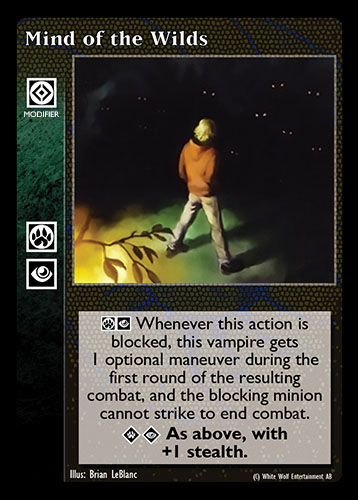 Mind of the Wilds
MODIFIER
Whenever this action is
blocked, this vampire gets
1 optional maneuver during the
first round of the resulting
combat, and the blocking minion
cannot strike to end combat.
As above, with
+1 stealth.
Illus: Brian LeBlanc
(C) White Wolf Entertainment AB